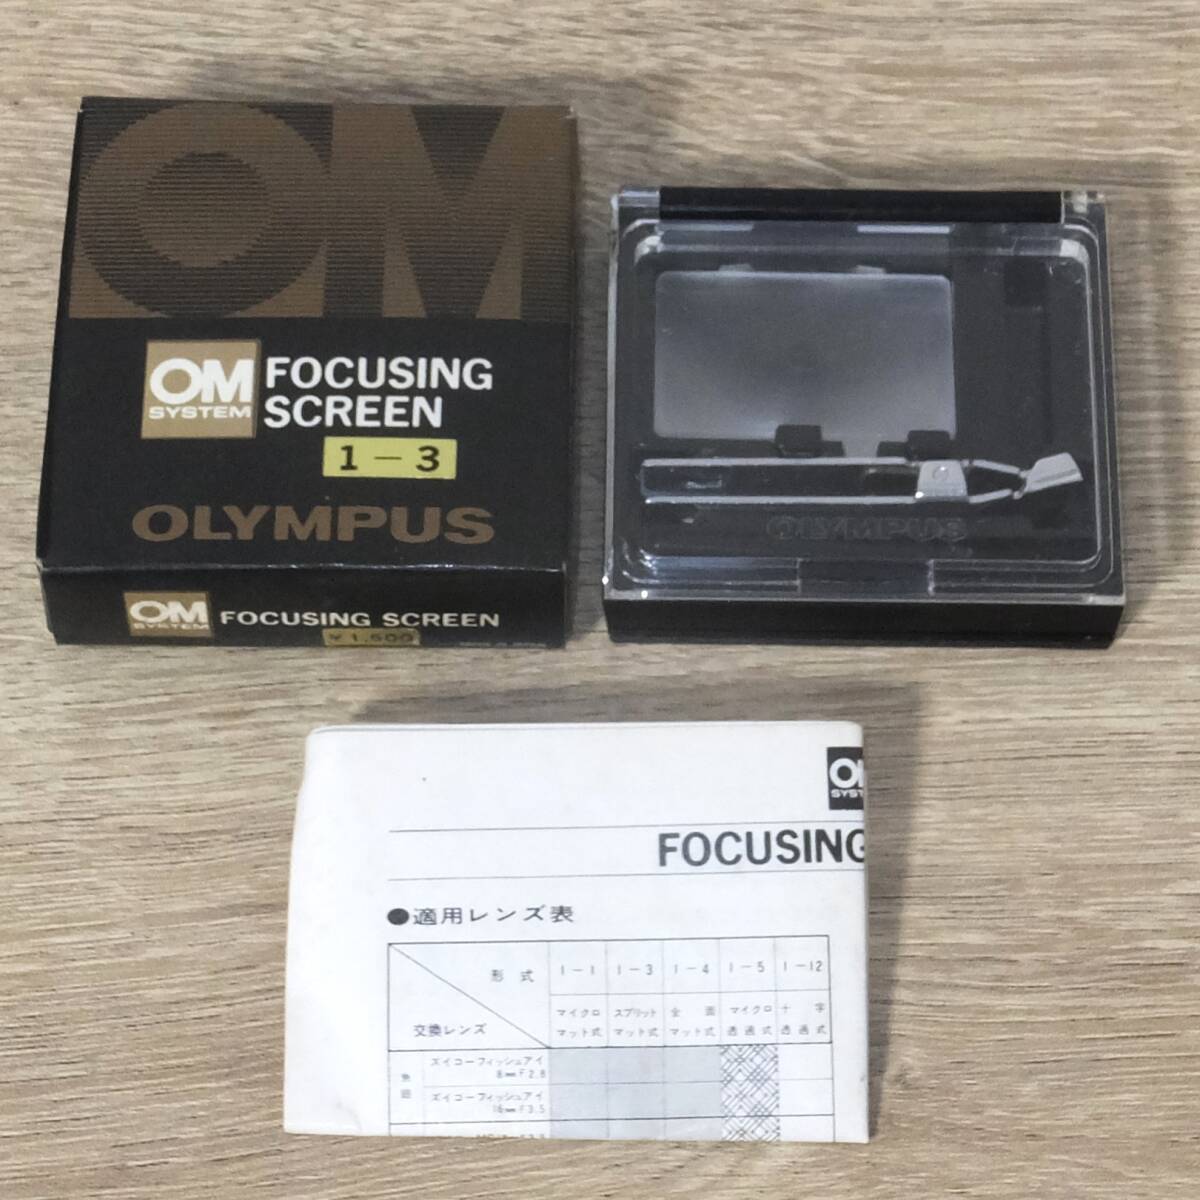 OM
OM
SYSTEM
FOCUSING
SCREEN
1-3
OLYMPUS
OM
SYSTEM
FOCUSING SCREEN
¥1,600
OLYMPUS
OM
SYST
FOCUSING
●適用レンズ表
形式
1-1 1-3 1-4 1-5 1-12
交換レンズ
マイクロ スプリット 全面 マイクロ 十字
マット式 マット式 マット式 透過式 透過式
魚
眼
ズイコーフィッシュアイ
8mm F2.8
ズイコーフィッシュアイ
16mm F3.5